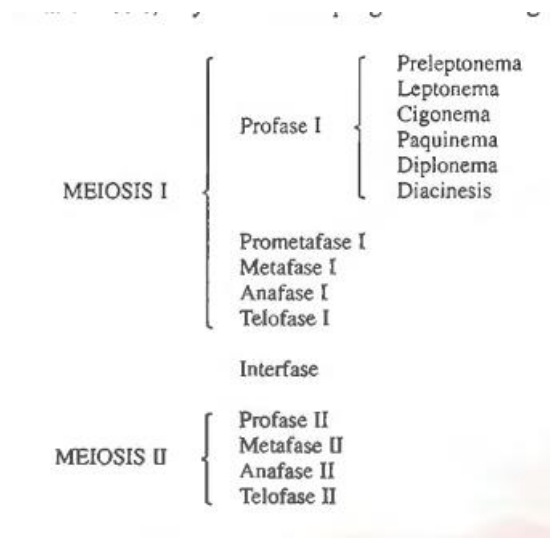 Preleptonema
Leptonema
Cigonema
Profase I
Paquinema
Diplonema
MEIOSIS I
Diacinesis
Prometafase I
Metafase I
Anafase I
Telofase I
Interfase
Profase II
Metafase II
MEIOSIS II
Anafase II
Telofase II